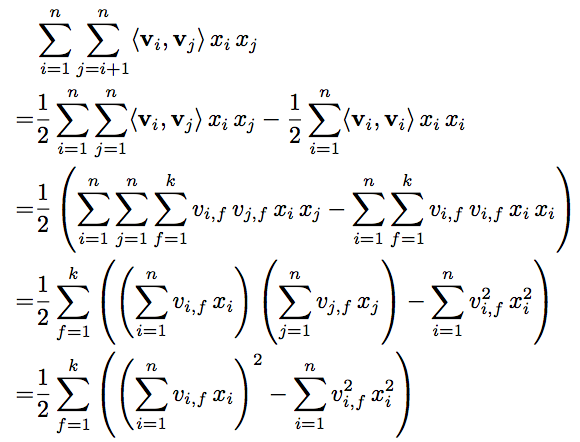 $\sum_{i=1}^{n} \sum_{j=i+1}^{n} \langle \mathbf{v}_i, \mathbf{v}_j \rangle \, x_i \, x_j$
$= \frac{1}{2} \sum_{i=1}^{n} \sum_{j=1}^{n} \langle \mathbf{v}_i, \mathbf{v}_j \rangle \, x_i \, x_j - \frac{1}{2} \sum_{i=1}^{n} \langle \mathbf{v}_i, \mathbf{v}_i \rangle \, x_i \, x_i$
$= \frac{1}{2} \left( \sum_{i=1}^{n} \sum_{j=1}^{n} \sum_{f=1}^{k} v_{i,f} \, v_{j,f} \, x_i \, x_j - \sum_{i=1}^{n} \sum_{f=1}^{k} v_{i,f} \, v_{i,f} \, x_i \, x_i \right)$
$= \frac{1}{2} \sum_{f=1}^{k} \left( \left( \sum_{i=1}^{n} v_{i,f} \, x_i \right) \left( \sum_{j=1}^{n} v_{j,f} \, x_j \right) - \sum_{i=1}^{n} v_{i,f}^2 \, x_i^2 \right)$
$= \frac{1}{2} \sum_{f=1}^{k} \left( \left( \sum_{i=1}^{n} v_{i,f} \, x_i \right)^2 - \sum_{i=1}^{n} v_{i,f}^2 \, x_i^2 \right)$